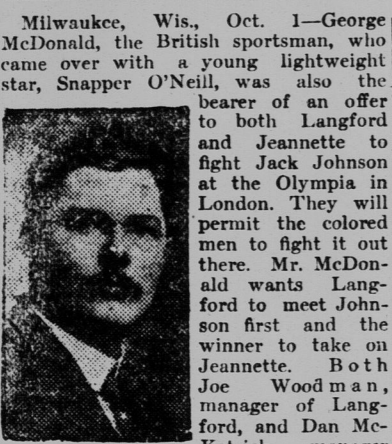 Milwaukee, Wis., Oct. 1—George
McDonald, the British sportsman, who
came over with a young lightweight
star, Snapper O'Neill, was also the
bearer of an offer
to both Langford
and Jeannette to
fight Jack Johnson
at the Olympia in
London. They will
permit the colored
men to fight it out
there. Mr. McDon-
ald wants Lang-
ford to meet John-
son first and the
winner to take on
Jeannette. Both
Joe Woodman,
manager of Lang-
ford, and Dan Mc-